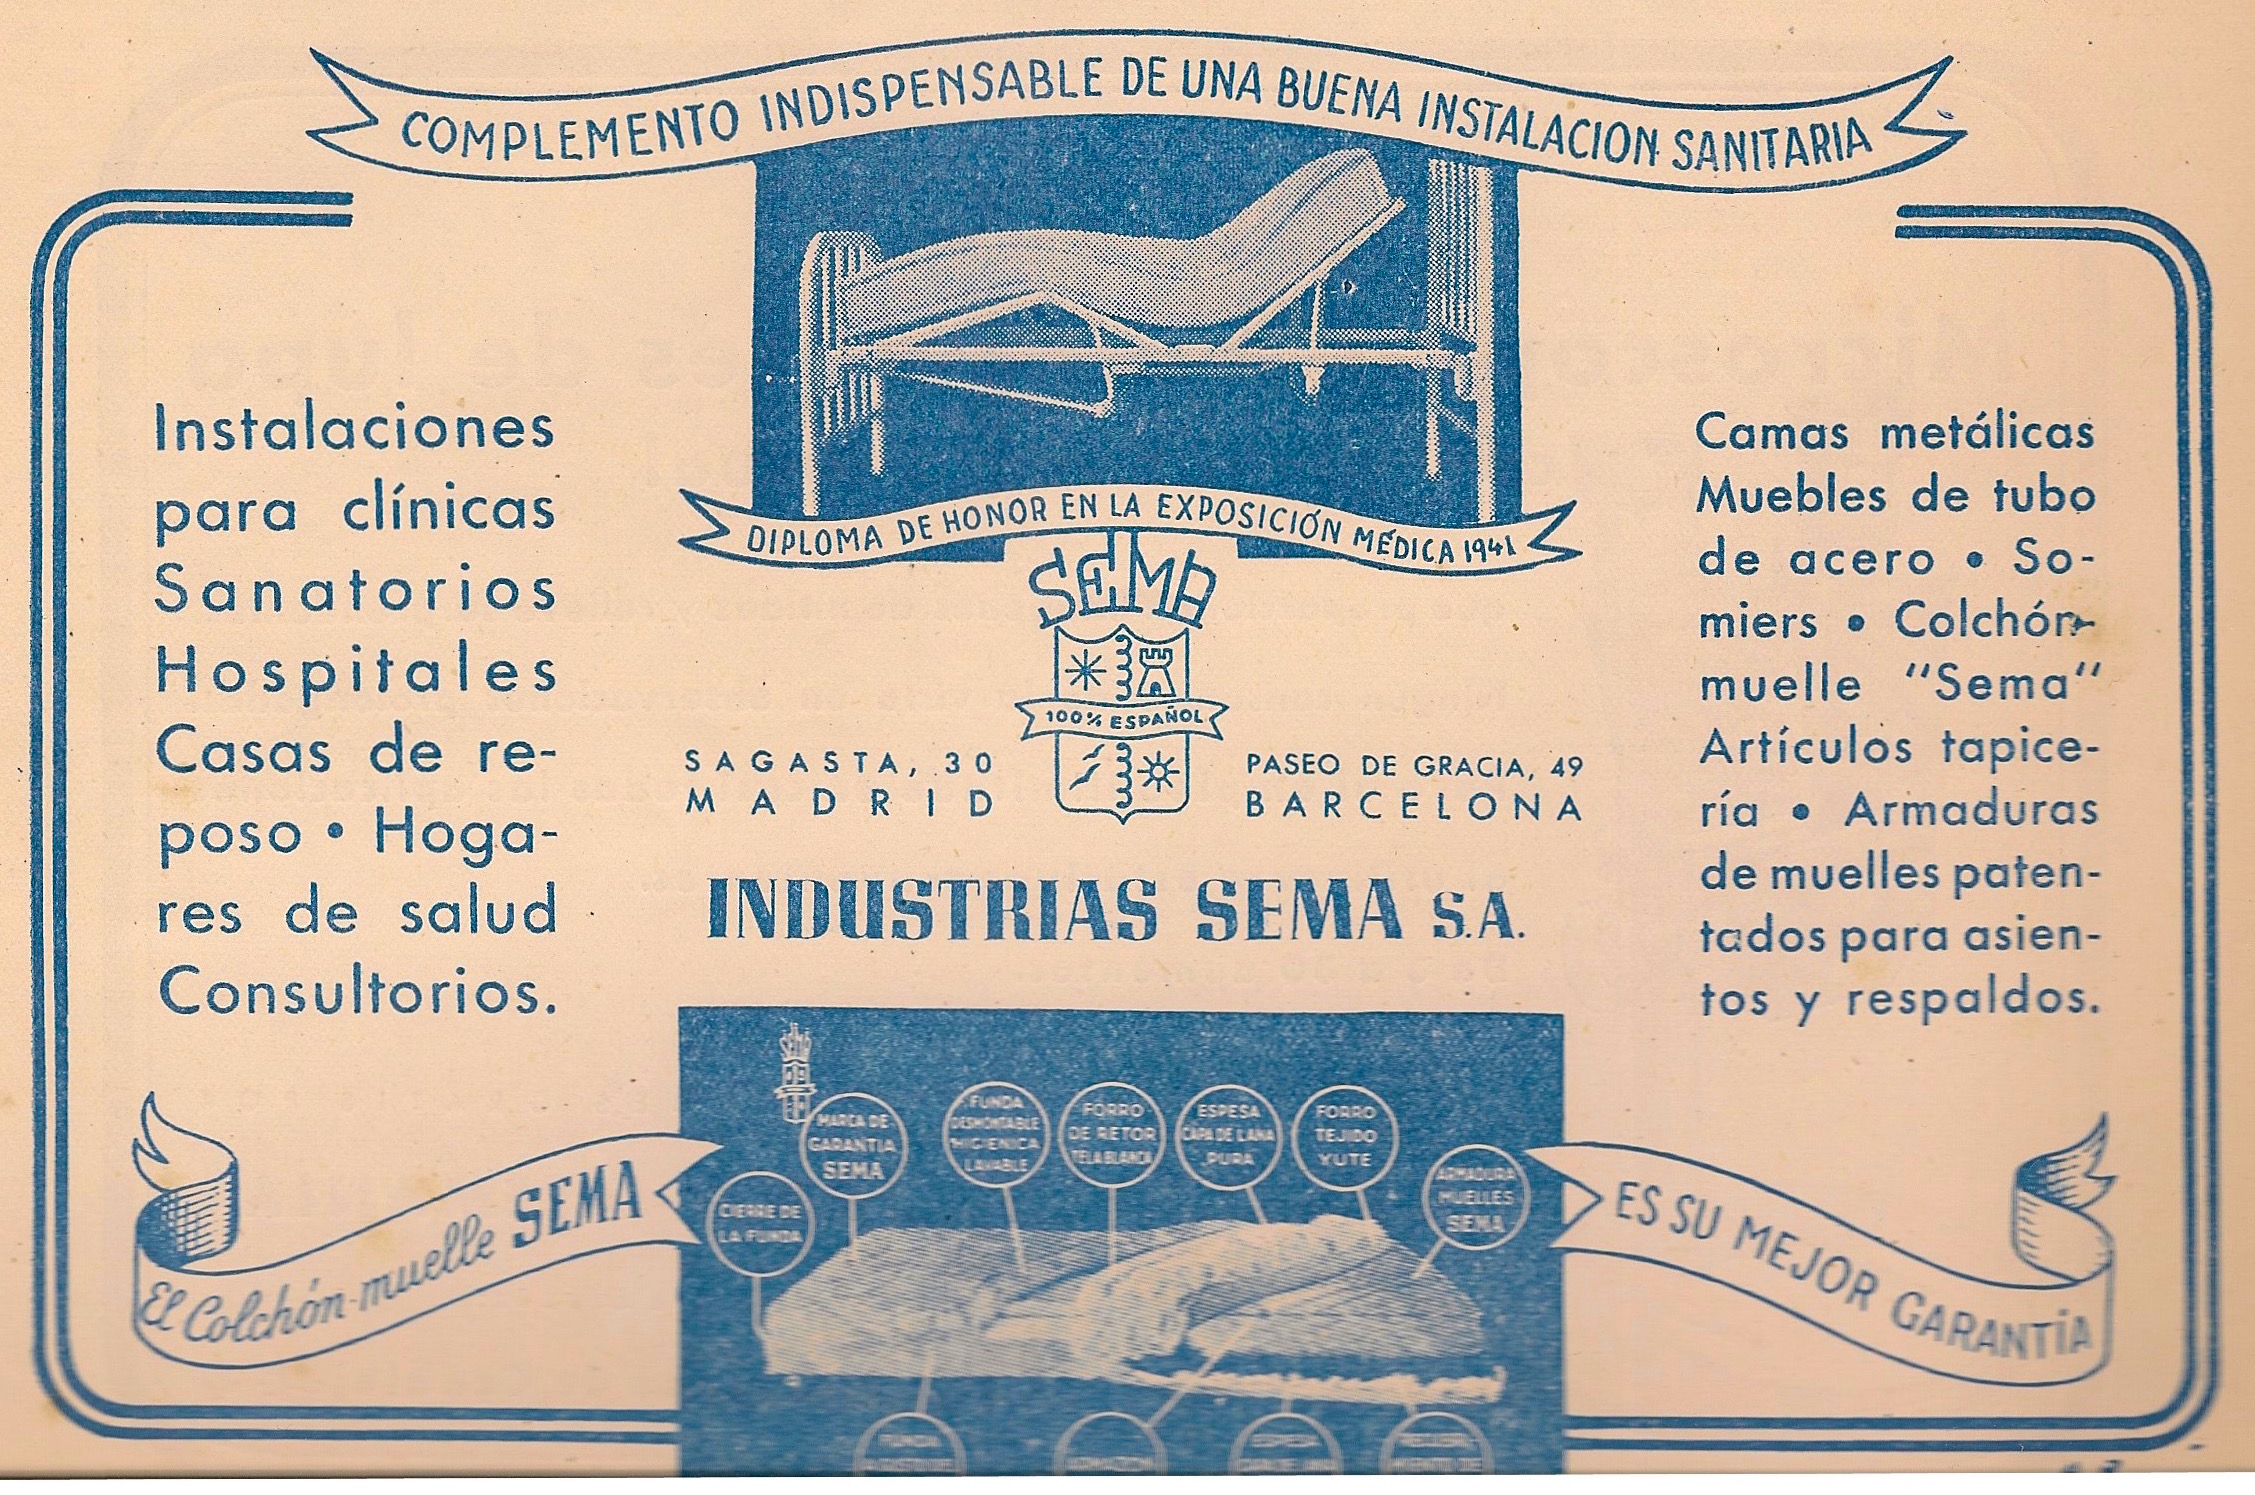 COMPLEMENTO INDISPENSABLE DE UNA BUENA INSTALACION SANITARIA
Instalaciones
para clínicas
Sanatorios
Hospitales
Casas de re-
poso • Hoga-
res de salud
Consultorios.
DIPLOMA DE HONOR EN LA EXPOSICIÓN MÉDICA 1941
SEMA
100% ESPAÑOL
SAGASTA, 30
MADRID
PASEO DE GRACIA, 49
BARCELONA
INDUSTRIAS SEMA S.A.
Camas metálicas
Muebles de tubo
de acero • So-
miers • Colchón-
muelle "Sema"
Artículos tapice-
ría • Armaduras
de muelles paten-
tados para asien-
tos y respaldos.
SEMA
CIERRE DE
LA FUNDA
MARCA DE
GARANTIA
SEMA
FUNDA
DESMONTABLE
HIGIENICA
LAVABLE
FORRO
DE RETOR
TELA BLANCA
ESPESA
CAPA DE LANA
PURA
FORRO
TEJIDO
YUTE
ARMADURA
MUELLES
SEMA
El Colchón-muelle SEMA
ES SU MEJOR GARANTÍA
FUNDA
ARMAZON
ESPESA